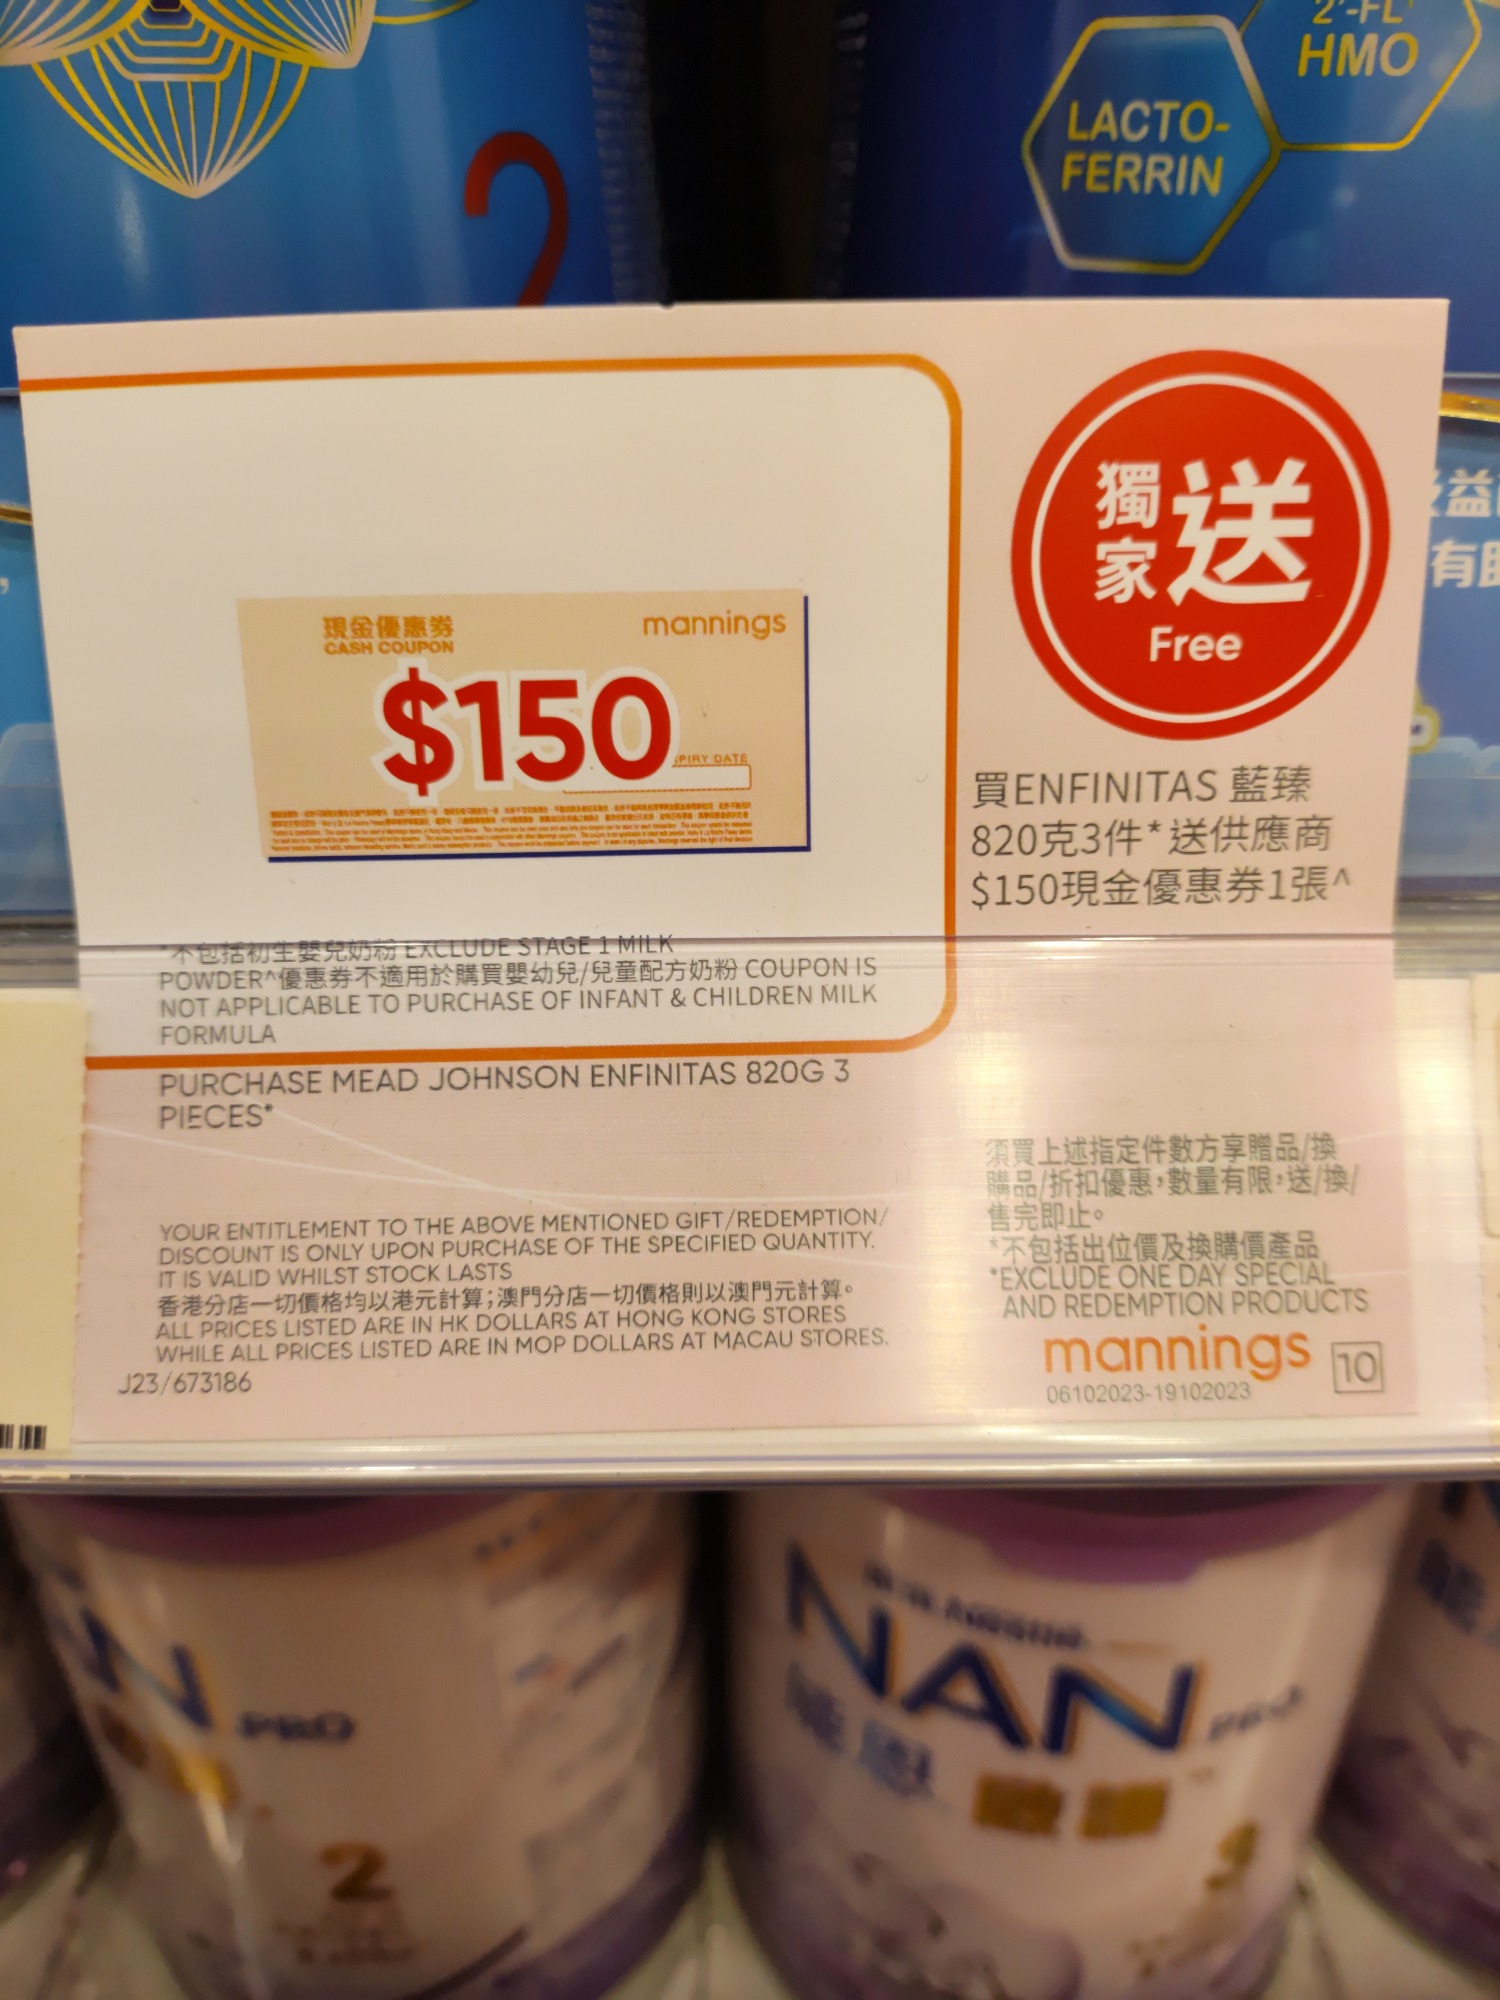 2'-FL
HMO
LACTO-
FERRIN
2
獨家送
Free
現金優惠券
CASH COUPON
mannings
$150
PIRY DATE
買ENFINITAS 藍臻
820克3件*送供應商
$150現金優惠券1張^
*不包括初生嬰兒奶粉 EXCLUDE STAGE 1 MILK
POWDER^優惠券不適用於購買嬰幼兒/兒童配方奶粉 COUPON IS
NOT APPLICABLE TO PURCHASE OF INFANT & CHILDREN MILK
FORMULA
PURCHASE MEAD JOHNSON ENFINITAS 820G 3
PIECES*
須買上述指定件數方享贈品/換
購品/折扣優惠，數量有限，送/換/
售完即止。
*不包括出位價及換購價產品
*EXCLUDE ONE DAY SPECIAL
AND REDEMPTION PRODUCTS
YOUR ENTITLEMENT TO THE ABOVE MENTIONED GIFT/REDEMPTION/
DISCOUNT IS ONLY UPON PURCHASE OF THE SPECIFIED QUANTITY.
IT IS VALID WHILST STOCK LASTS
香港分店一切價格均以港元計算；澳門分店一切價格則以澳門元計算。
ALL PRICES LISTED ARE IN HK DOLLARS AT HONG KONG STORES
WHILE ALL PRICES LISTED ARE IN MOP DOLLARS AT MACAU STORES.
J23/673186
mannings
10
06102023-19102023
NAN
PRO
能恩
2
PRO